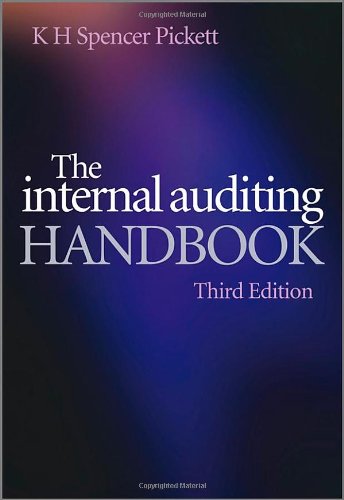 K H Spencer Pickett
The
internal auditing
HANDBOOK
Third Edition